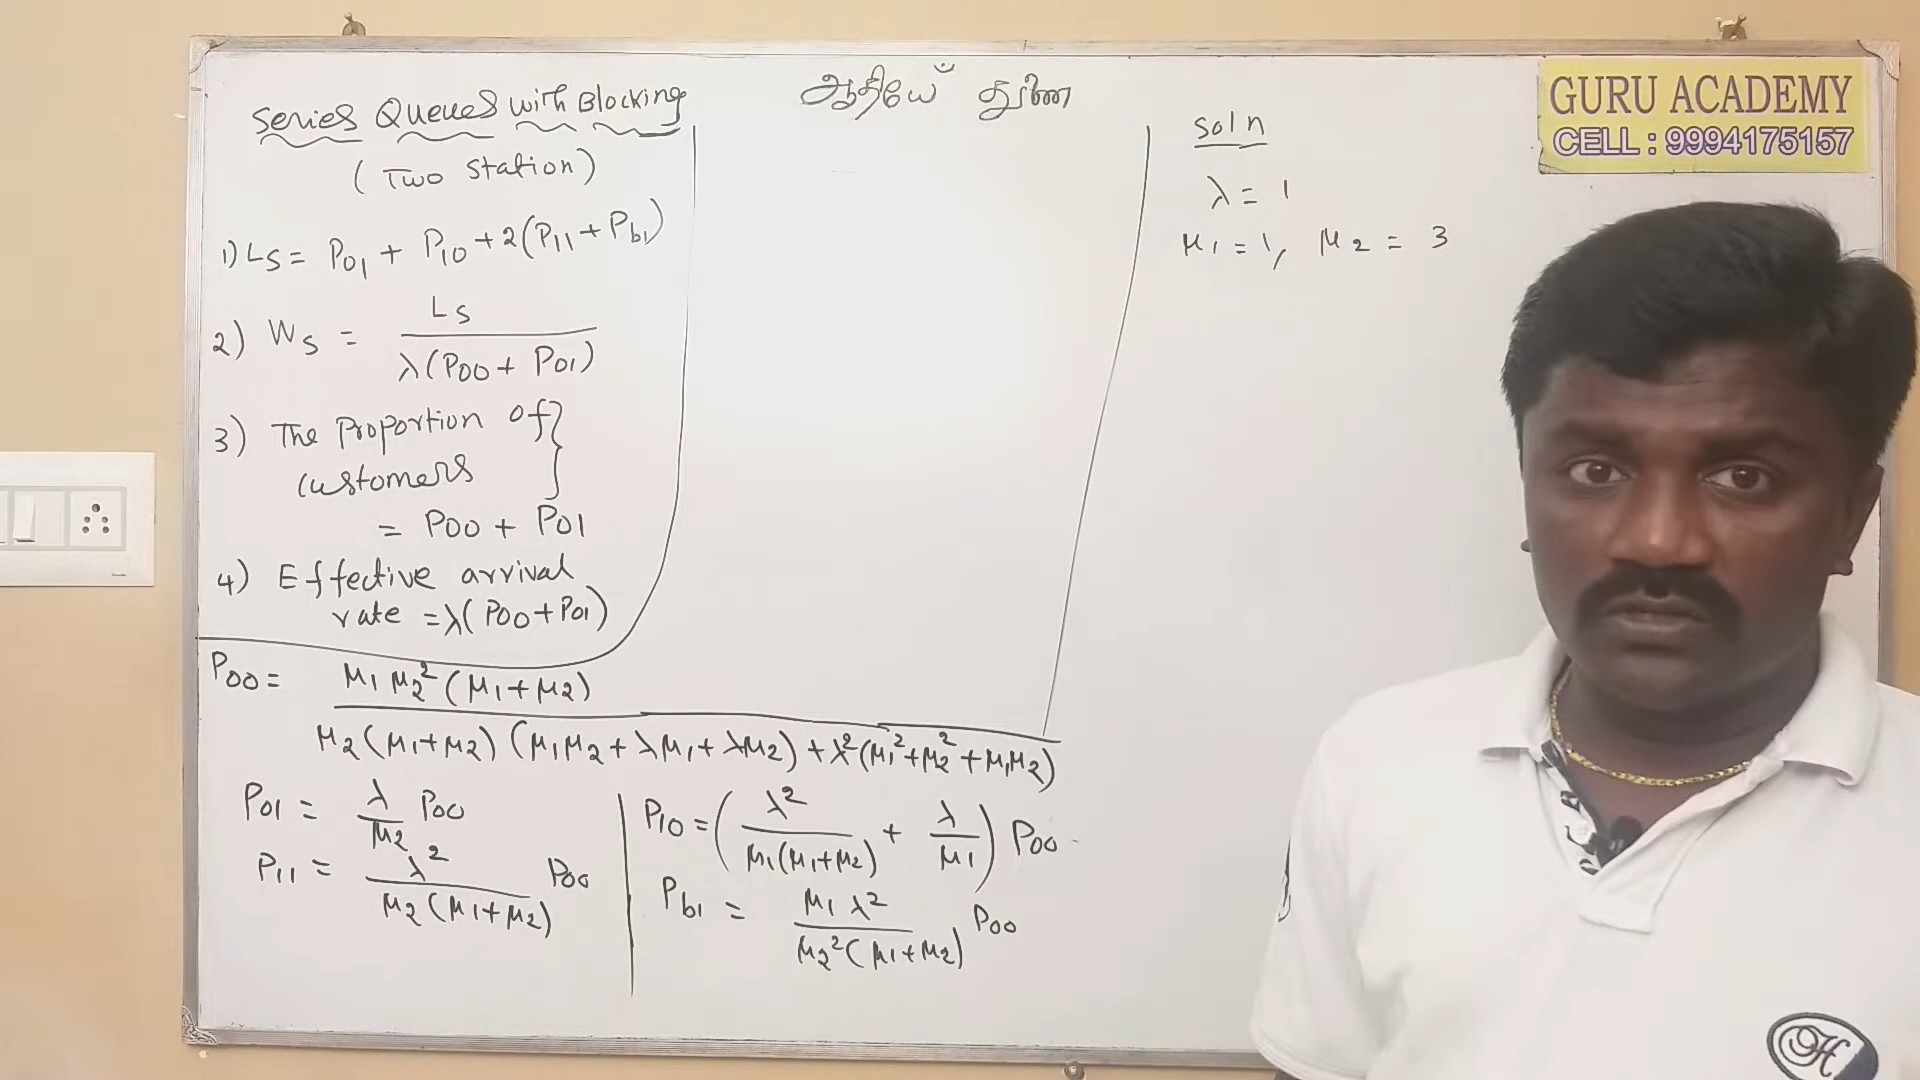 Series Queues with Blocking
(Two Station)
1) Ls = P01 + P10 + 2(P11 + Pb1)
2) Ws = Ls / λ(P00 + P01)
3) The Proportion of }
customers
= P00 + P01
4) Effective arrival
rate = λ(P00 + P01)
P00 = μ1 μ2² (μ1 + μ2) / μ2 (μ1 + μ2) (μ1μ2 + λμ1 + λμ2) + λ² (μ1² + μ2² + μ1μ2)
P01 = λ/μ2 P00
P11 = λ² / μ2 (μ1 + μ2) P00
P10 = (λ² / μ1(μ1 + μ2) + λ/μ1) P00
Pb1 = μ1 λ² / μ2² (μ1 + μ2) P00
ஆதியே துணை
Soln
λ = 1
μ1 = 1, μ2 = 3
GURU ACADEMY
CELL : 9994175157